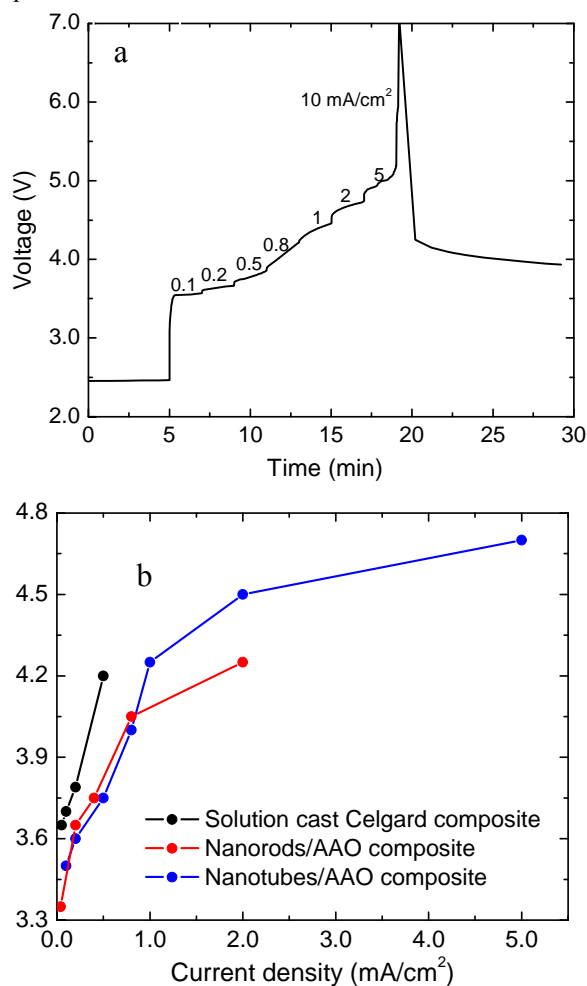 a
7.0
6.0
5.0
4.0
3.0
2.0
Voltage (V)
10 mA/cm²
5
2
1
0.8
0.5
0.2
0.1
0 5 10 15 20 25 30
Time (min)
b
4.8
4.5
4.2
3.9
3.6
3.3
Solution cast Celgard composite
Nanorods/AAO composite
Nanotubes/AAO composite
0.0 1.0 2.0 3.0 4.0 5.0
Current density (mA/cm²)